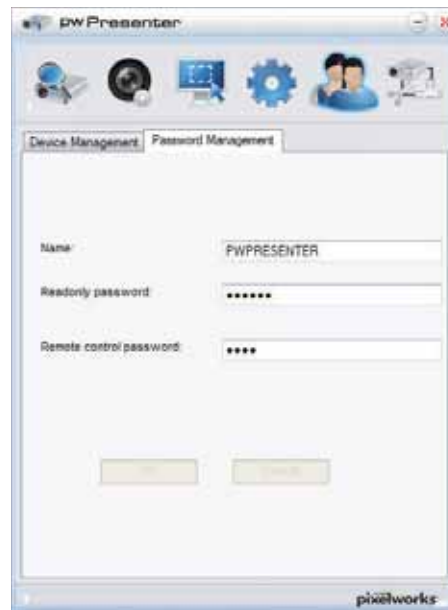 pwPresenter
Device Management Password Management
Name: PWPRESENTER
Readonly password: ••••••
Remote control password: ••••
pixelworks